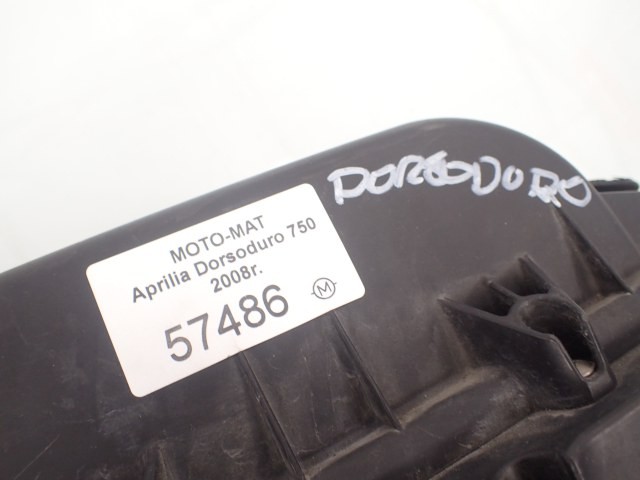 DORSODURO
MOTO-MAT
Aprilia Dorsoduro 750
2008r.
57486
M